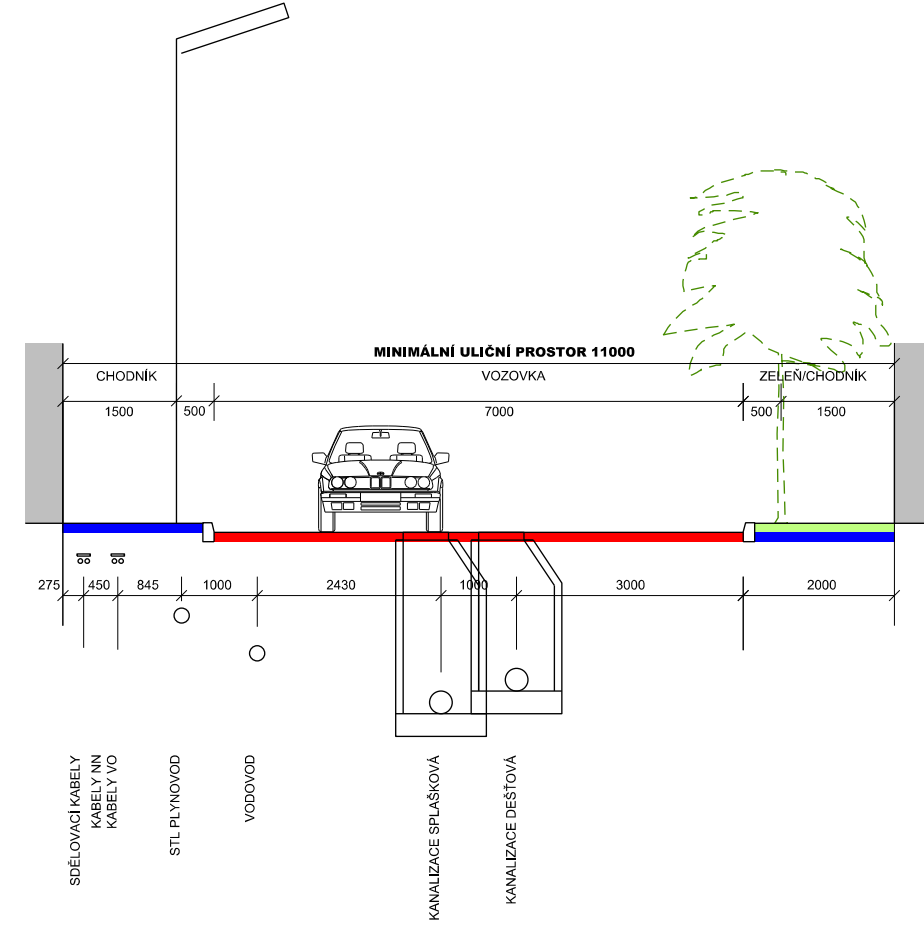 MINIMÁLNÍ ULIČNÍ PROSTOR 11000
CHODNÍK
VOZOVKA
ZELEŇ/CHODNÍK
1500
500
7000
500
1500
275
450
845
1000
2430
1000
3000
2000
SDĚLOVACÍ KABELY
KABELY NN
KABELY VO
STL PLYNOVOD
VODOVOD
KANALIZACE SPLAŠKOVÁ
KANALIZACE DEŠŤOVÁ